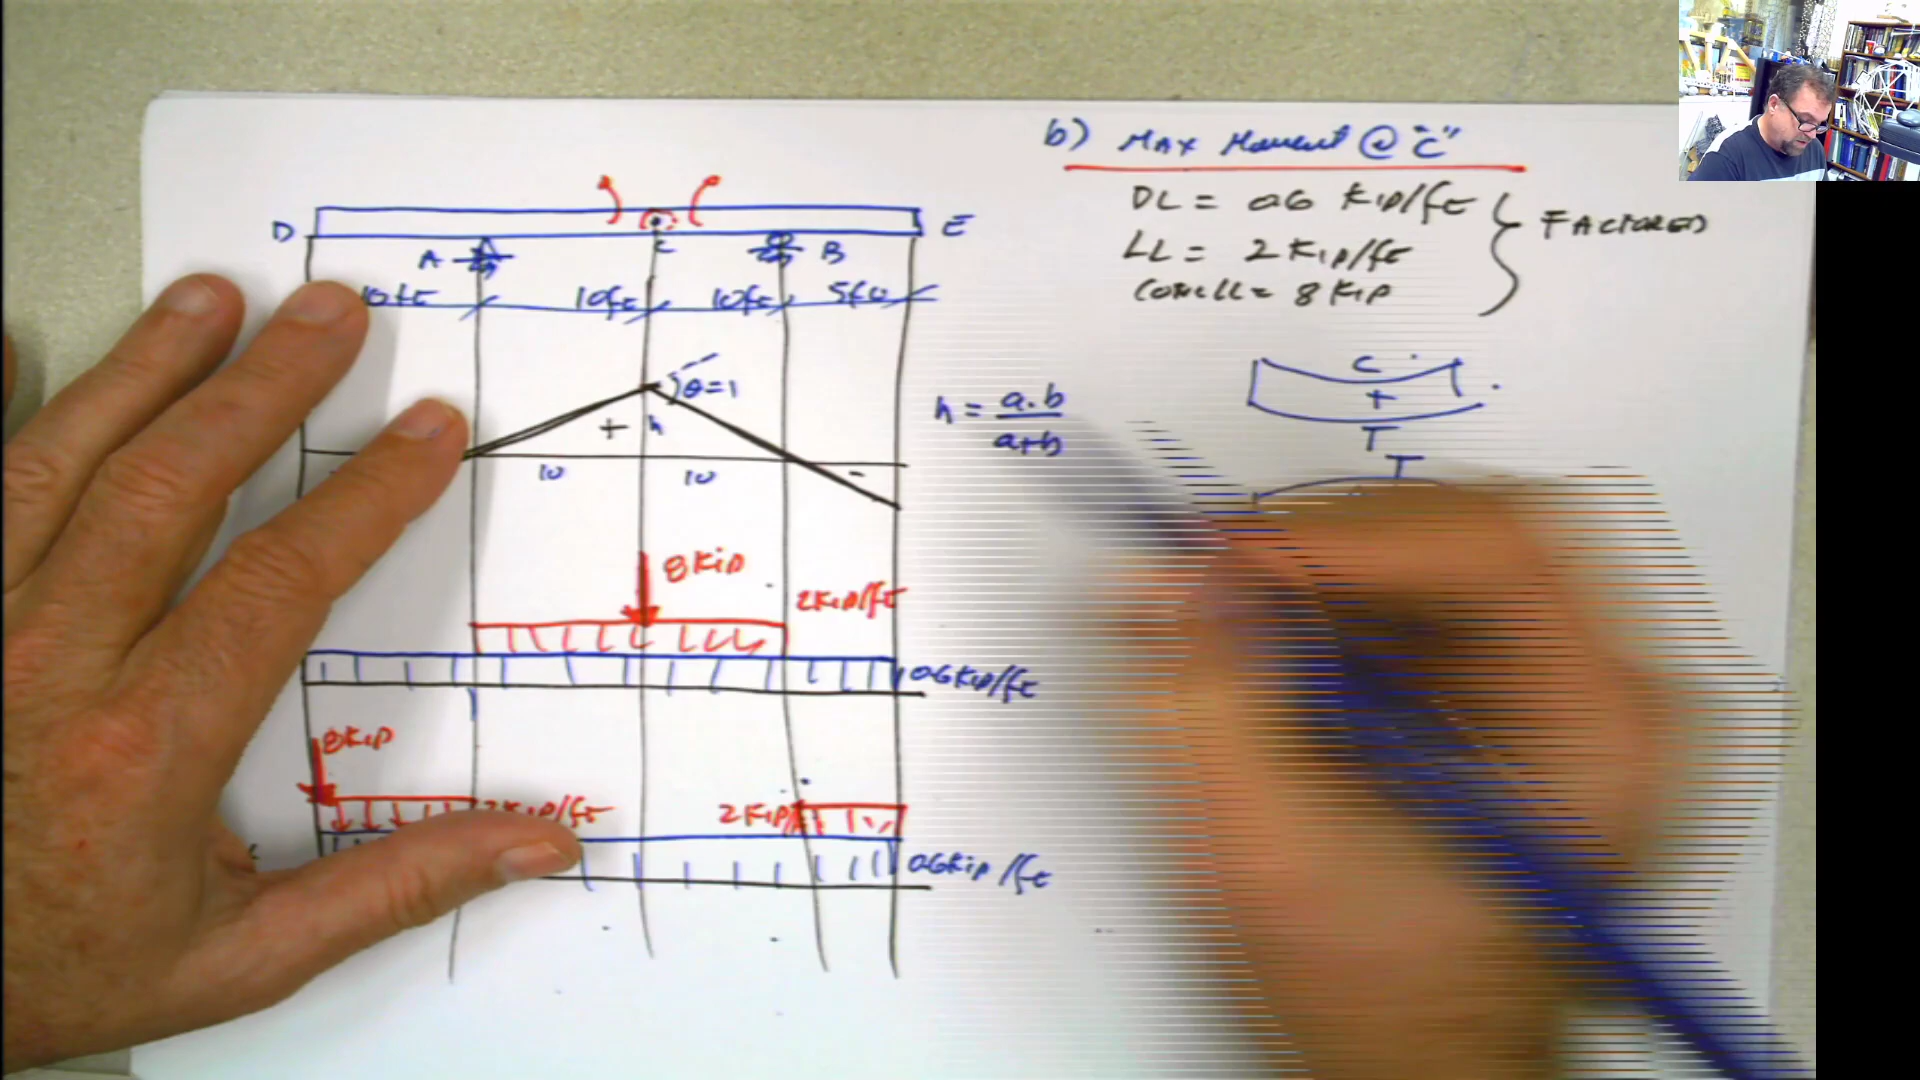 b) MAX Moment @ "C"
DL = 0.6 Kip/ft
LL = 2 Kip/ft
Conc LL = 8 Kip
FACTORED
D
E
A
C
B
10ft
10ft
10ft
5ft
θ=1
+
h
10
10
-
h = a·b
a+b
C
+
T
T
8 Kip
2 Kip/ft
0.6 Kip/ft
8 Kip
2 Kip/ft
2 Kip/ft
0.6 Kip/ft